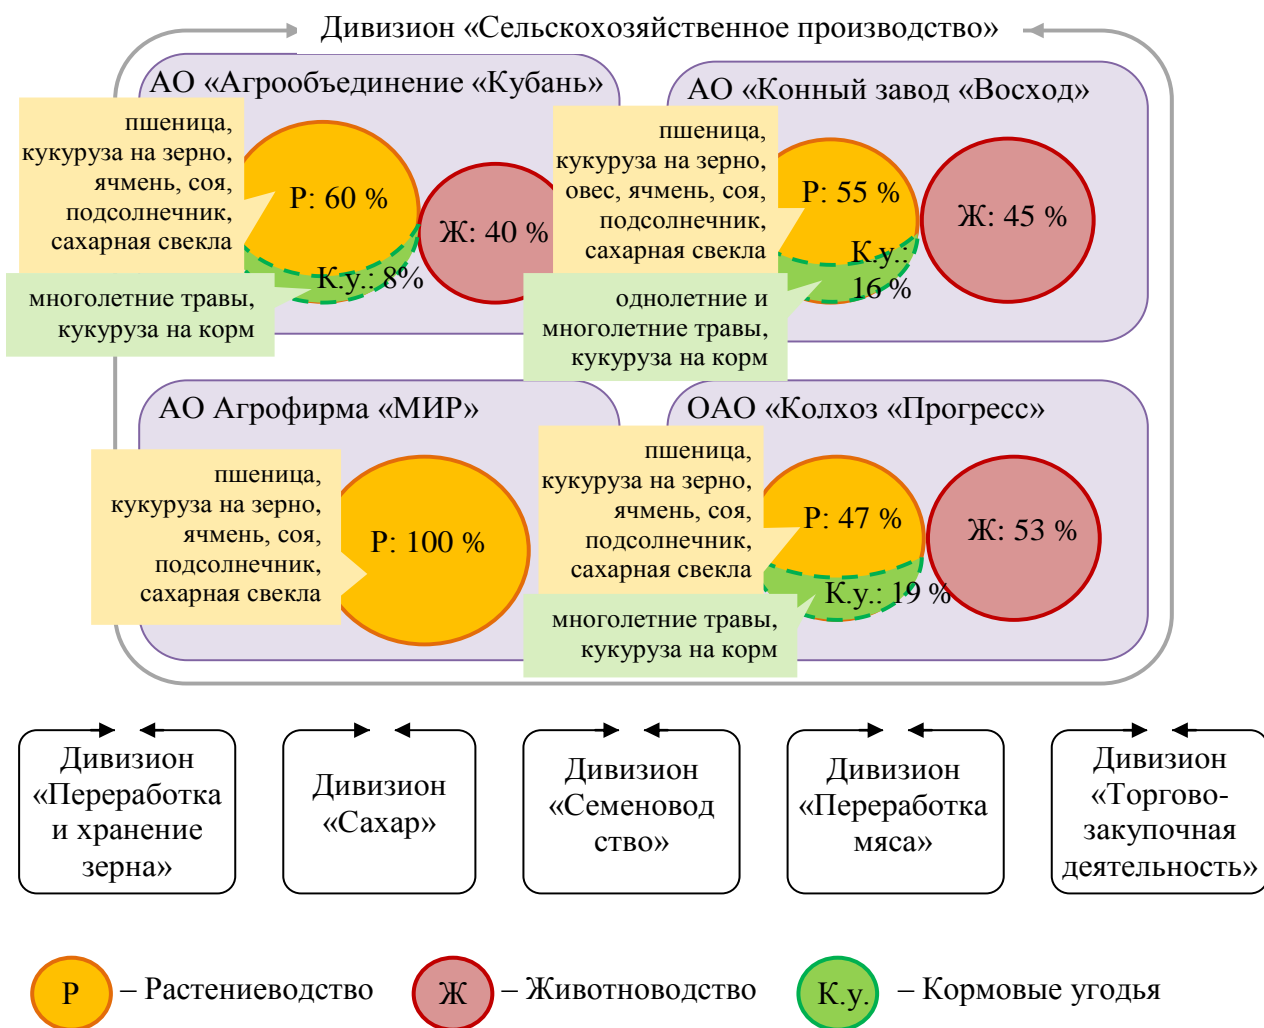 Дивизион «Сельскохозяйственное производство»
АО «Агрообъединение «Кубань»
пшеница,
кукуруза на зерно,
ячмень, соя,
подсолнечник,
сахарная свекла
Р: 60 %
Ж: 40 %
К.у.: 8%
многолетние травы,
кукуруза на корм
АО «Конный завод «Восход»
пшеница,
кукуруза на зерно,
овес, ячмень, соя,
подсолнечник,
сахарная свекла
Р: 55 %
Ж: 45 %
К.у.:
16 %
однолетние и
многолетние травы,
кукуруза на корм
АО Агрофирма «МИР»
пшеница,
кукуруза на зерно,
ячмень, соя,
подсолнечник,
сахарная свекла
Р: 100 %
ОАО «Колхоз «Прогресс»
пшеница,
кукуруза на зерно,
ячмень, соя,
подсолнечник,
сахарная свекла
Р: 47 %
Ж: 53 %
К.у.: 19 %
многолетние травы,
кукуруза на корм
Дивизион
«Переработка
и хранение
зерна»
Дивизион
«Сахар»
Дивизион
«Семеновод
ство»
Дивизион
«Переработка
мяса»
Дивизион
«Торгово-
закупочная
деятельность»
Р – Растениеводство
Ж – Животноводство
К.у. – Кормовые угодья